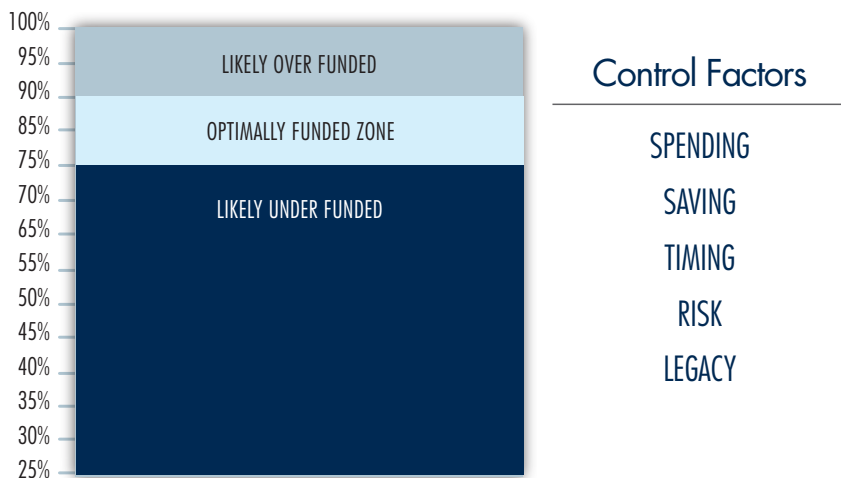 100%
95%
90%
85%
75%
70%
65%
55%
50%
45%
40%
35%
30%
25%
LIKELY OVER FUNDED
OPTIMALLY FUNDED ZONE
LIKELY UNDER FUNDED
Control Factors
SPENDING
SAVING
TIMING
RISK
LEGACY